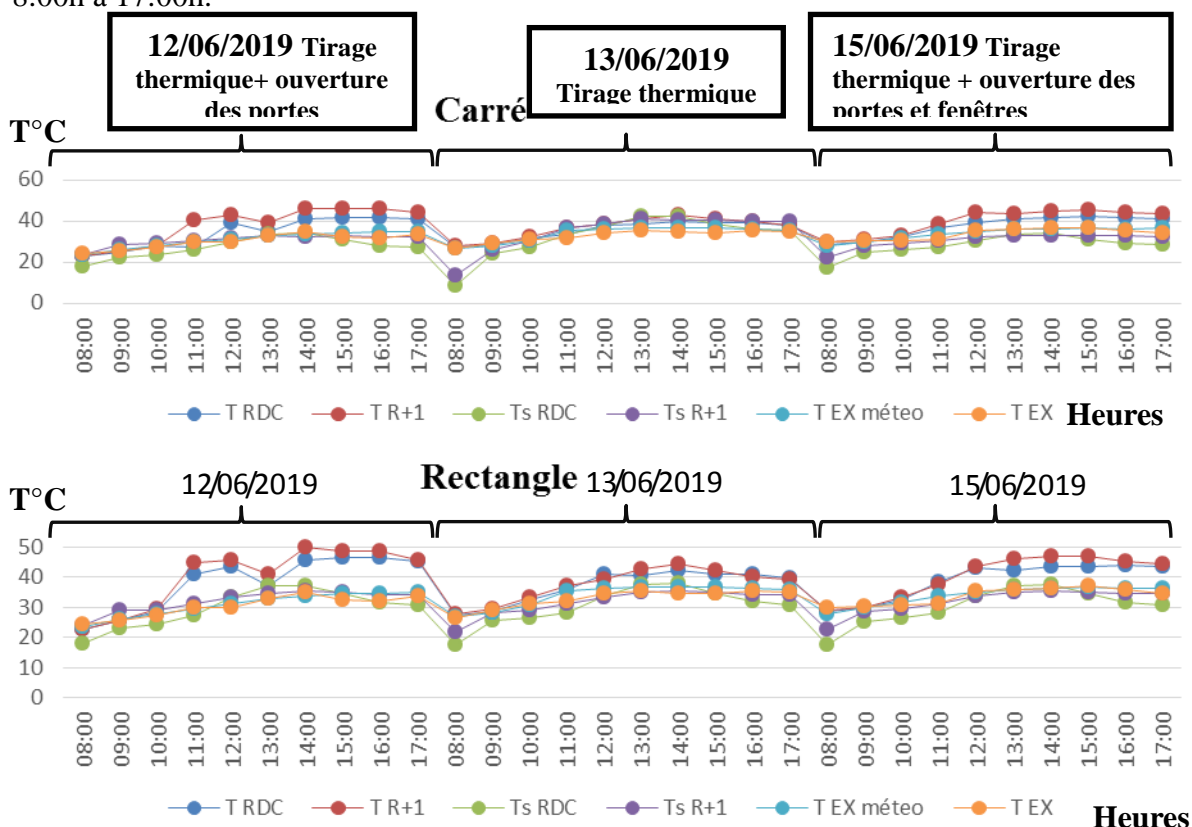 8:00h à 17:00h.
12/06/2019 Tirage
thermique+ ouverture
des portes
13/06/2019
Tirage thermique
15/06/2019 Tirage
thermique + ouverture des
portes et fenêtres
T°C
Carré
60
40
20
0
08:00 09:00 10:00 11:00 12:00 13:00 14:00 15:00 16:00 17:00 08:00 09:00 10:00 11:00 12:00 13:00 14:00 15:00 16:00 17:00 08:00 09:00 10:00 11:00 12:00 13:00 14:00 15:00 16:00 17:00
T RDC T R+1 Ts RDC Ts R+1 T EX méteo T EX Heures
T°C
12/06/2019 Rectangle 13/06/2019 15/06/2019
50
40
30
20
10
0
08:00 09:00 10:00 11:00 12:00 13:00 14:00 15:00 16:00 17:00 08:00 09:00 10:00 11:00 12:00 13:00 14:00 15:00 16:00 17:00 08:00 09:00 10:00 11:00 12:00 13:00 14:00 15:00 16:00 17:00
T RDC T R+1 Ts RDC Ts R+1 T EX méteo T EX Heures